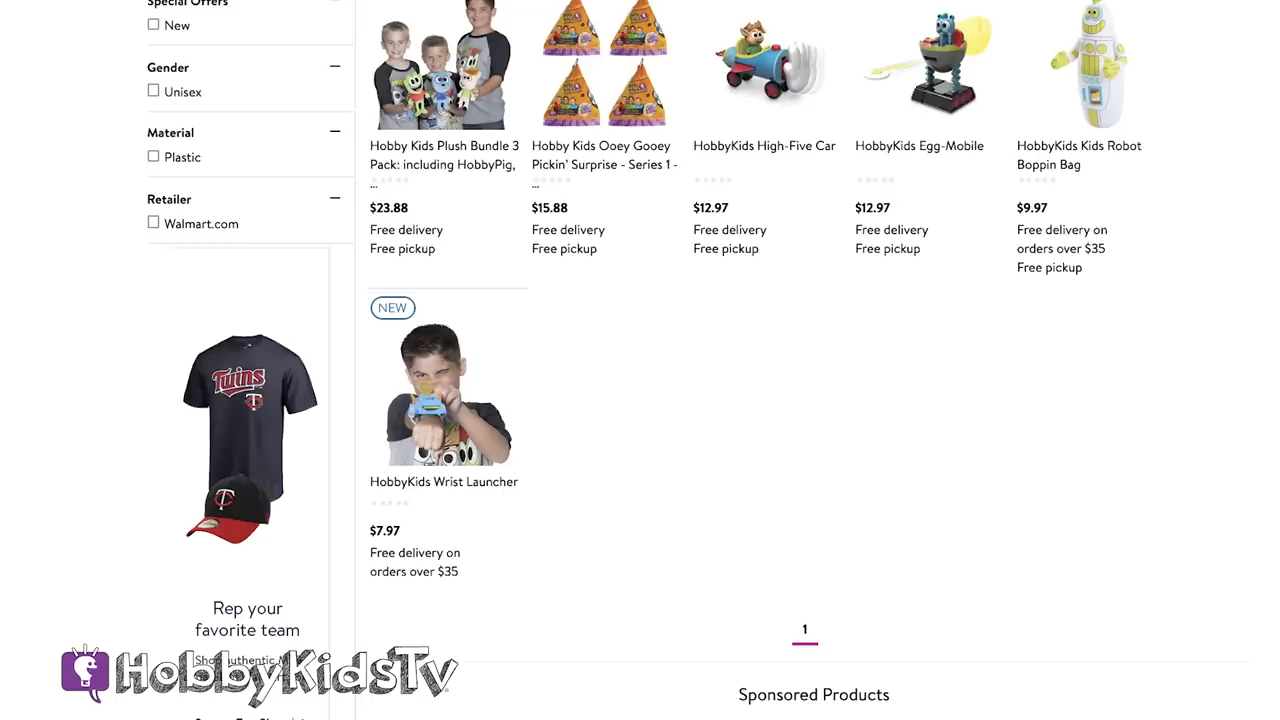 Special Offers
New
Gender
Unisex
Material
Plastic
Retailer
Walmart.com
Hobby Kids Plush Bundle 3
Pack: including HobbyPig,
...
$23.88
Free delivery
Free pickup
Hobby Kids Ooey Gooey
Pickin' Surprise - Series 1 -
...
$15.88
Free delivery
Free pickup
HobbyKids High-Five Car
$12.97
Free delivery
Free pickup
HobbyKids Egg-Mobile
$12.97
Free delivery
Free pickup
SODA
HobbyKids Kids Robot
Boppin Bag
$9.97
Free delivery on
orders over $35
Free pickup
NEW
HobbyKids Wrist Launcher
$7.97
Free delivery on
orders over $35
Twins
Rep your
favorite team
Shop authentic
HobbyKidsTV
1
Sponsored Products